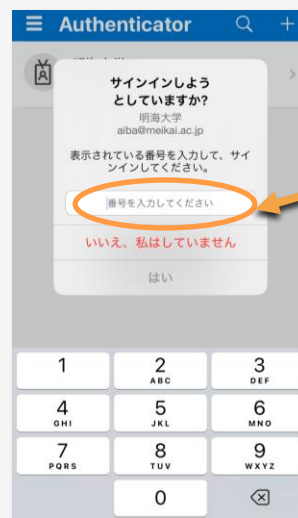 Authenticator
サインインしよう
としていますか?
明海大学
aiba@meikai.ac.jp
表示されている番号を入力して、サイ
ンインしてください。
番号を入力してください
いいえ、私はしていません
はい
1
2
ABC
3
DEF
4
GHI
5
JKL
6
MNO
7
PQRS
8
TUV
9
WXYZ
0